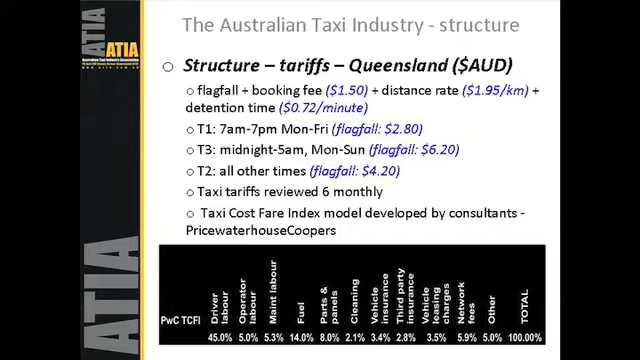 The Australian Taxi Industry - structure
ATIA
ATIA
Australian Taxi Industry Association
Structure – tariffs – Queensland ($AUD)
flagfall + booking fee ($1.50) + distance rate ($1.95/km) +
detention time ($0.72/minute)
T1: 7am-7pm Mon-Fri (flagfall: $2.80)
T3: midnight-5am, Mon-Sun (flagfall: $6.20)
T2: all other times (flagfall: $4.20)
Taxi tariffs reviewed 6 monthly
Taxi Cost Fare Index model developed by consultants -
PricewaterhouseCoopers
ATIA
PwC TCFI Driver labour Operator labour Maint labour Fuel Parts & panels Cleaning Vehicle insurance Third party insurance Vehicle leasing charges Network fees Other TOTAL
45.0% 5.0% 5.3% 14.0% 8.0% 2.1% 3.4% 2.8% 3.5% 5.9% 5.0% 100.00%